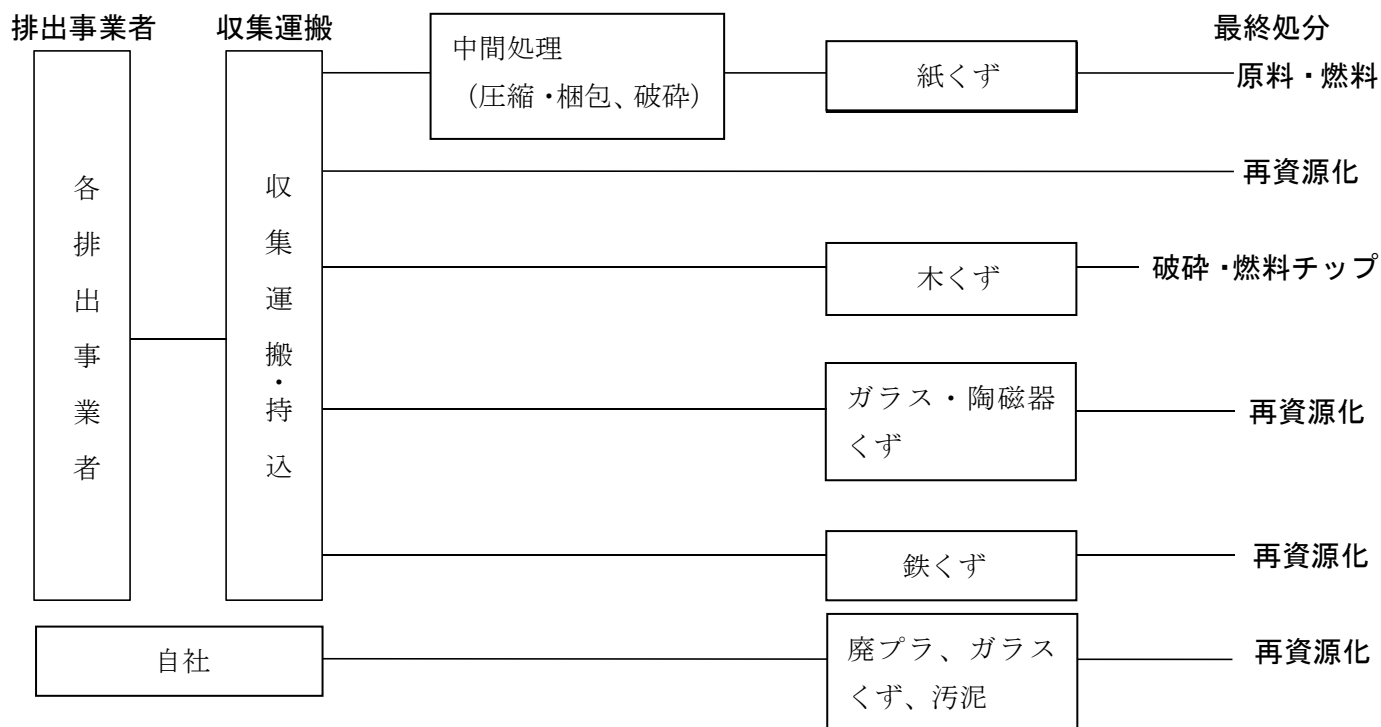 排出事業者
収集運搬
最終処分
各排出事業者
収集運搬・持込
中間処理
（圧縮・梱包、破砕）
紙くず
原料・燃料
再資源化
木くず
破砕・燃料チップ
ガラス・陶磁器
くず
再資源化
鉄くず
再資源化
自社
廃プラ、ガラス
くず、汚泥
再資源化